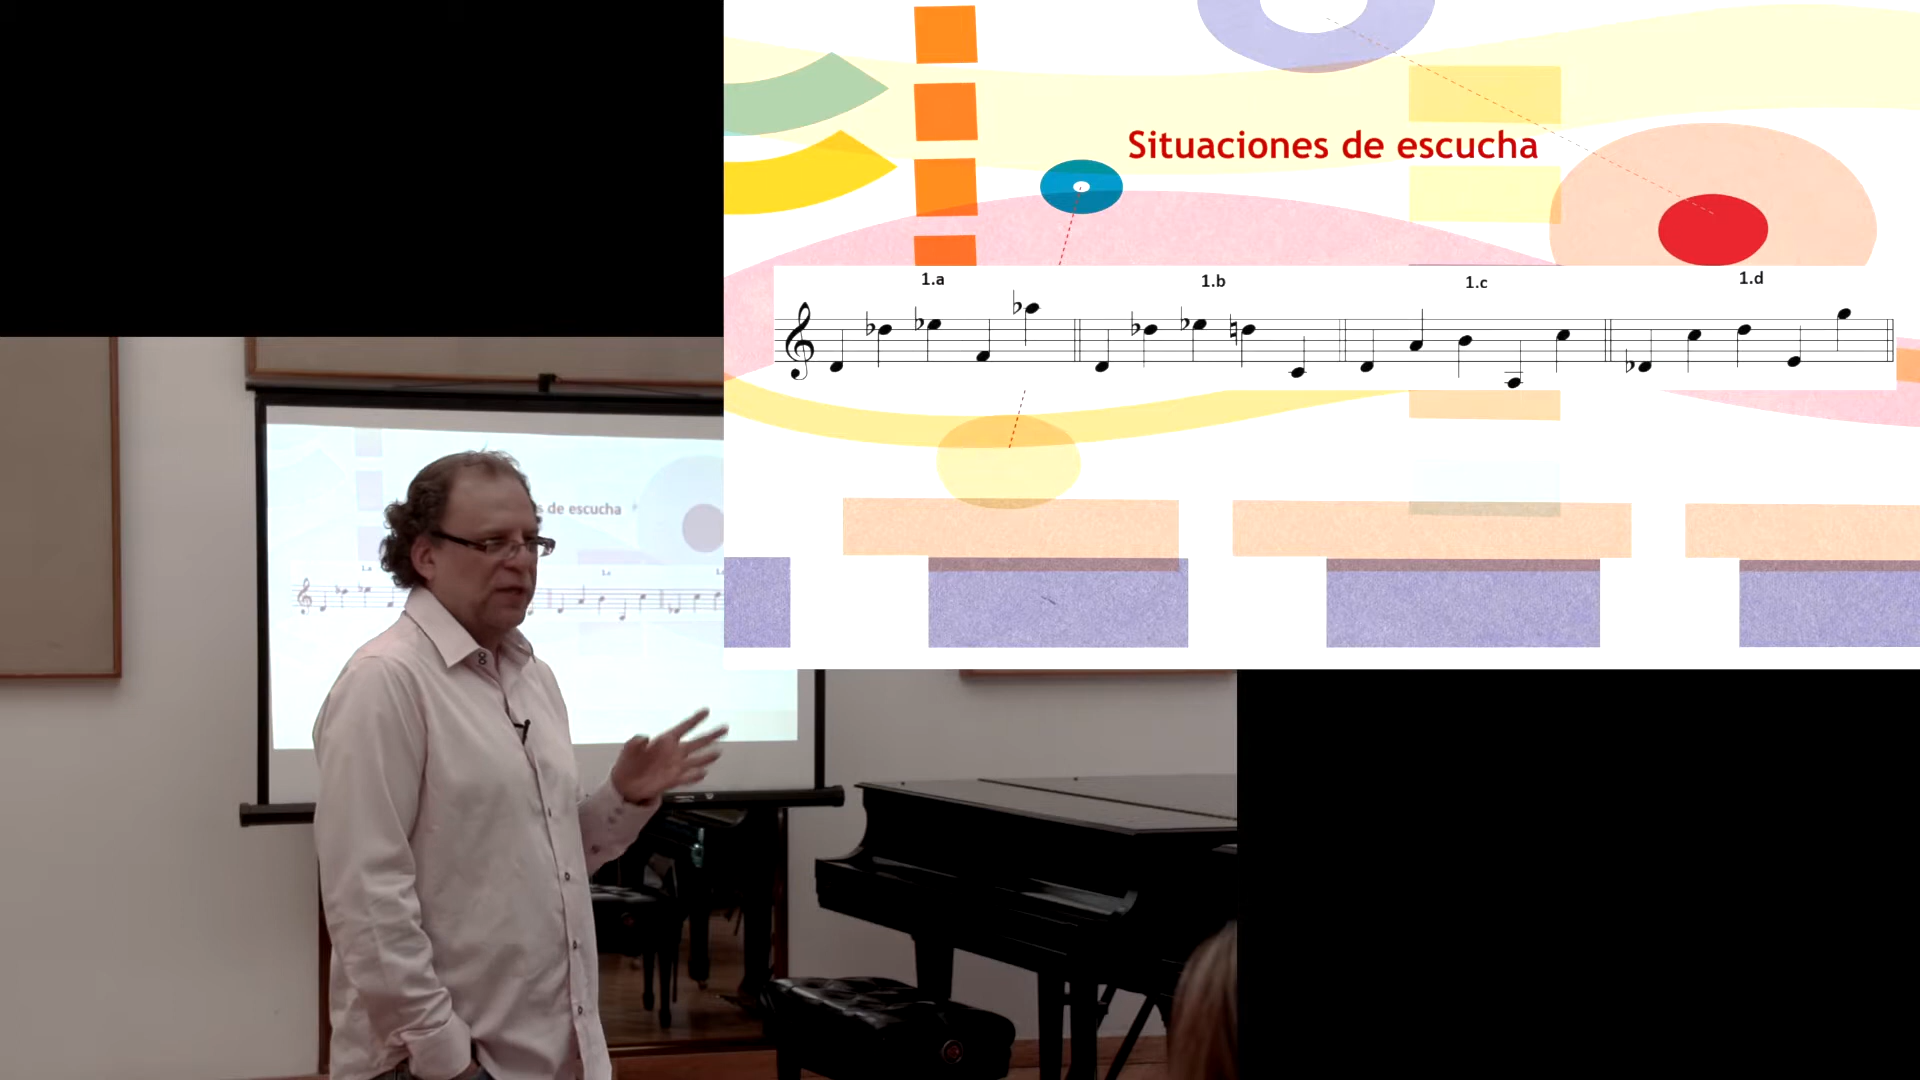 Situaciones de escucha
1.a 1.b 1.c 1.d
s de escucha